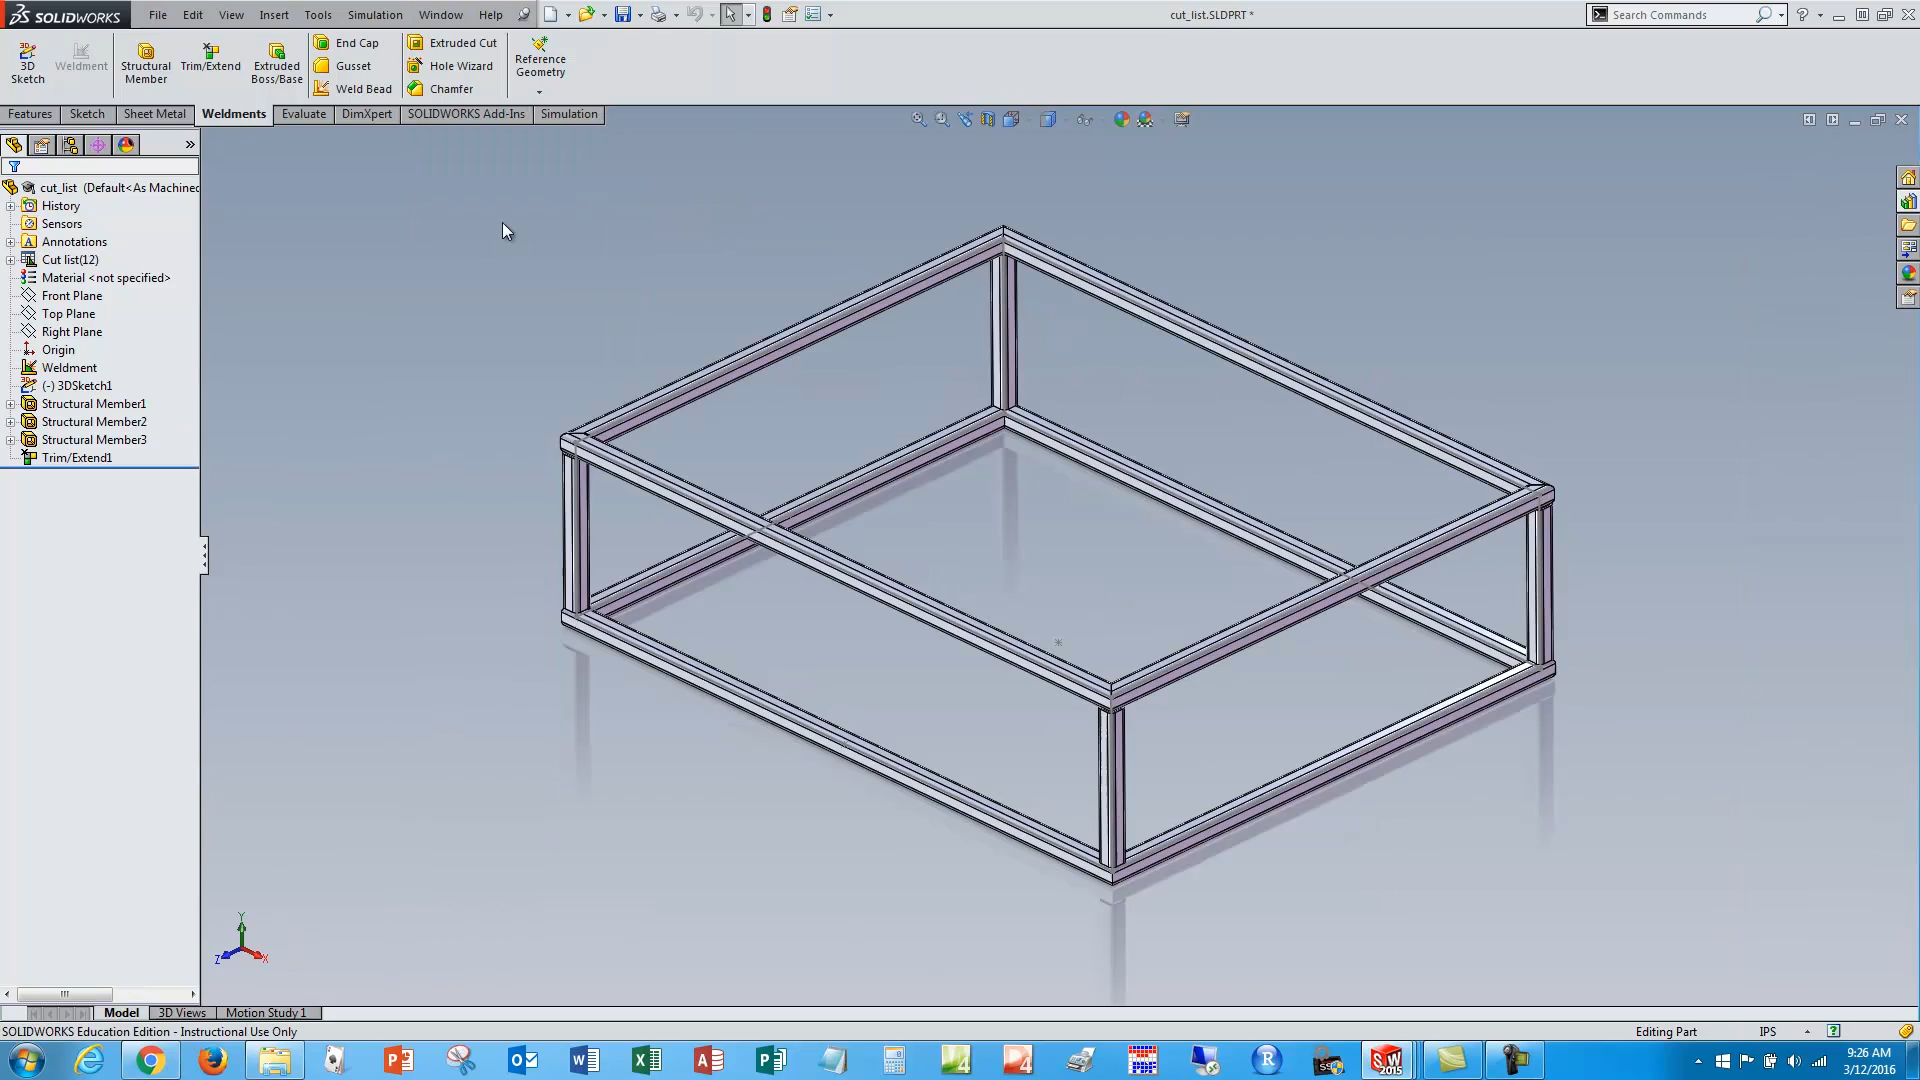 SOLIDWORKS
File Edit View Insert Tools Simulation Window Help
cut_list.SLDPRT *
Search Commands
3D Sketch
Weldment
Structural Member
Trim/Extend
Extruded Boss/Base
End Cap
Gusset
Weld Bead
Extruded Cut
Hole Wizard
Chamfer
Reference Geometry
Features Sketch Sheet Metal Weldments Evaluate DimXpert SOLIDWORKS Add-Ins Simulation
cut_list (Default<As Machined
History
Sensors
Annotations
Cut list(12)
Material <not specified>
Front Plane
Top Plane
Right Plane
Origin
Weldment
(-) 3DSketch1
Structural Member1
Structural Member2
Structural Member3
Trim/Extend1
Y
Z
X
Model 3D Views Motion Study 1
SOLIDWORKS Education Edition - Instructional Use Only
Editing Part
IPS
9:26 AM
3/12/2016